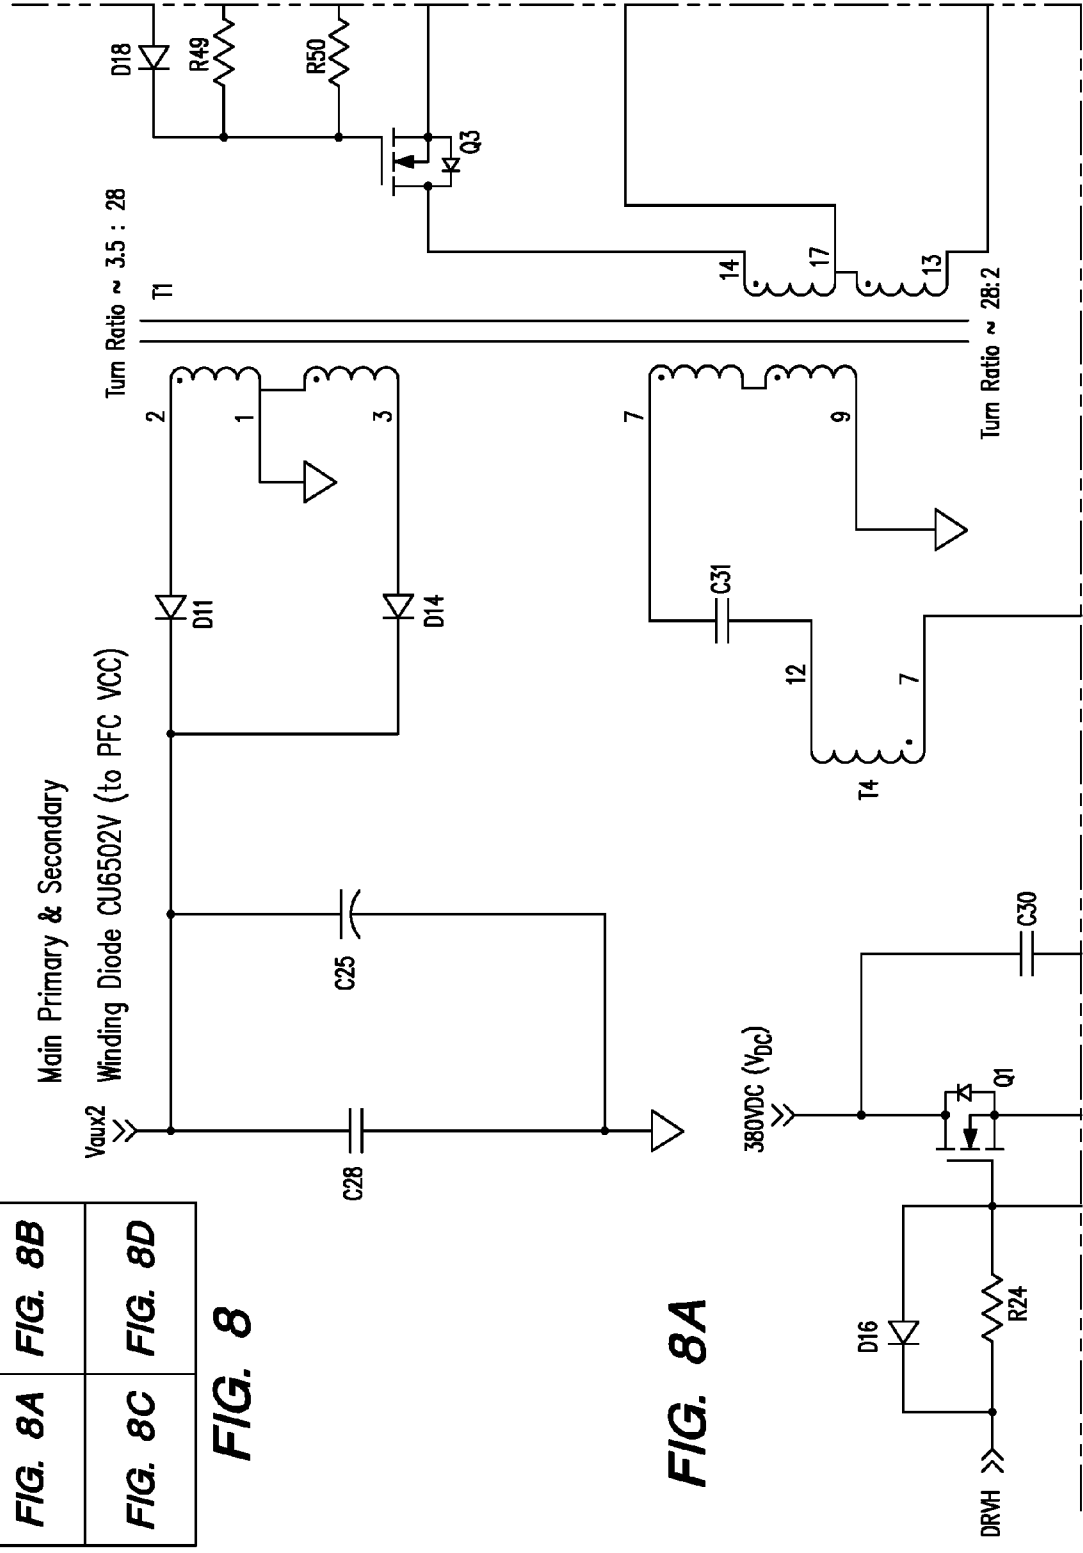 FIG. 8A FIG. 8B
FIG. 8C FIG. 8D
FIG. 8
Main Primary & Secondary
Winding Diode CU6502V (to PFC VCC)
Vaux2
C28
C25
D11
D14
2
1
3
Turn Ratio ~ 3.5 : 28
T1
D18
R49
R50
Q3
14
17
13
Turn Ratio ~ 28:2
7
9
C31
12
7
T4
FIG. 8A
380VDC (VDC)
C30
Q1
D16
R24
DRVH